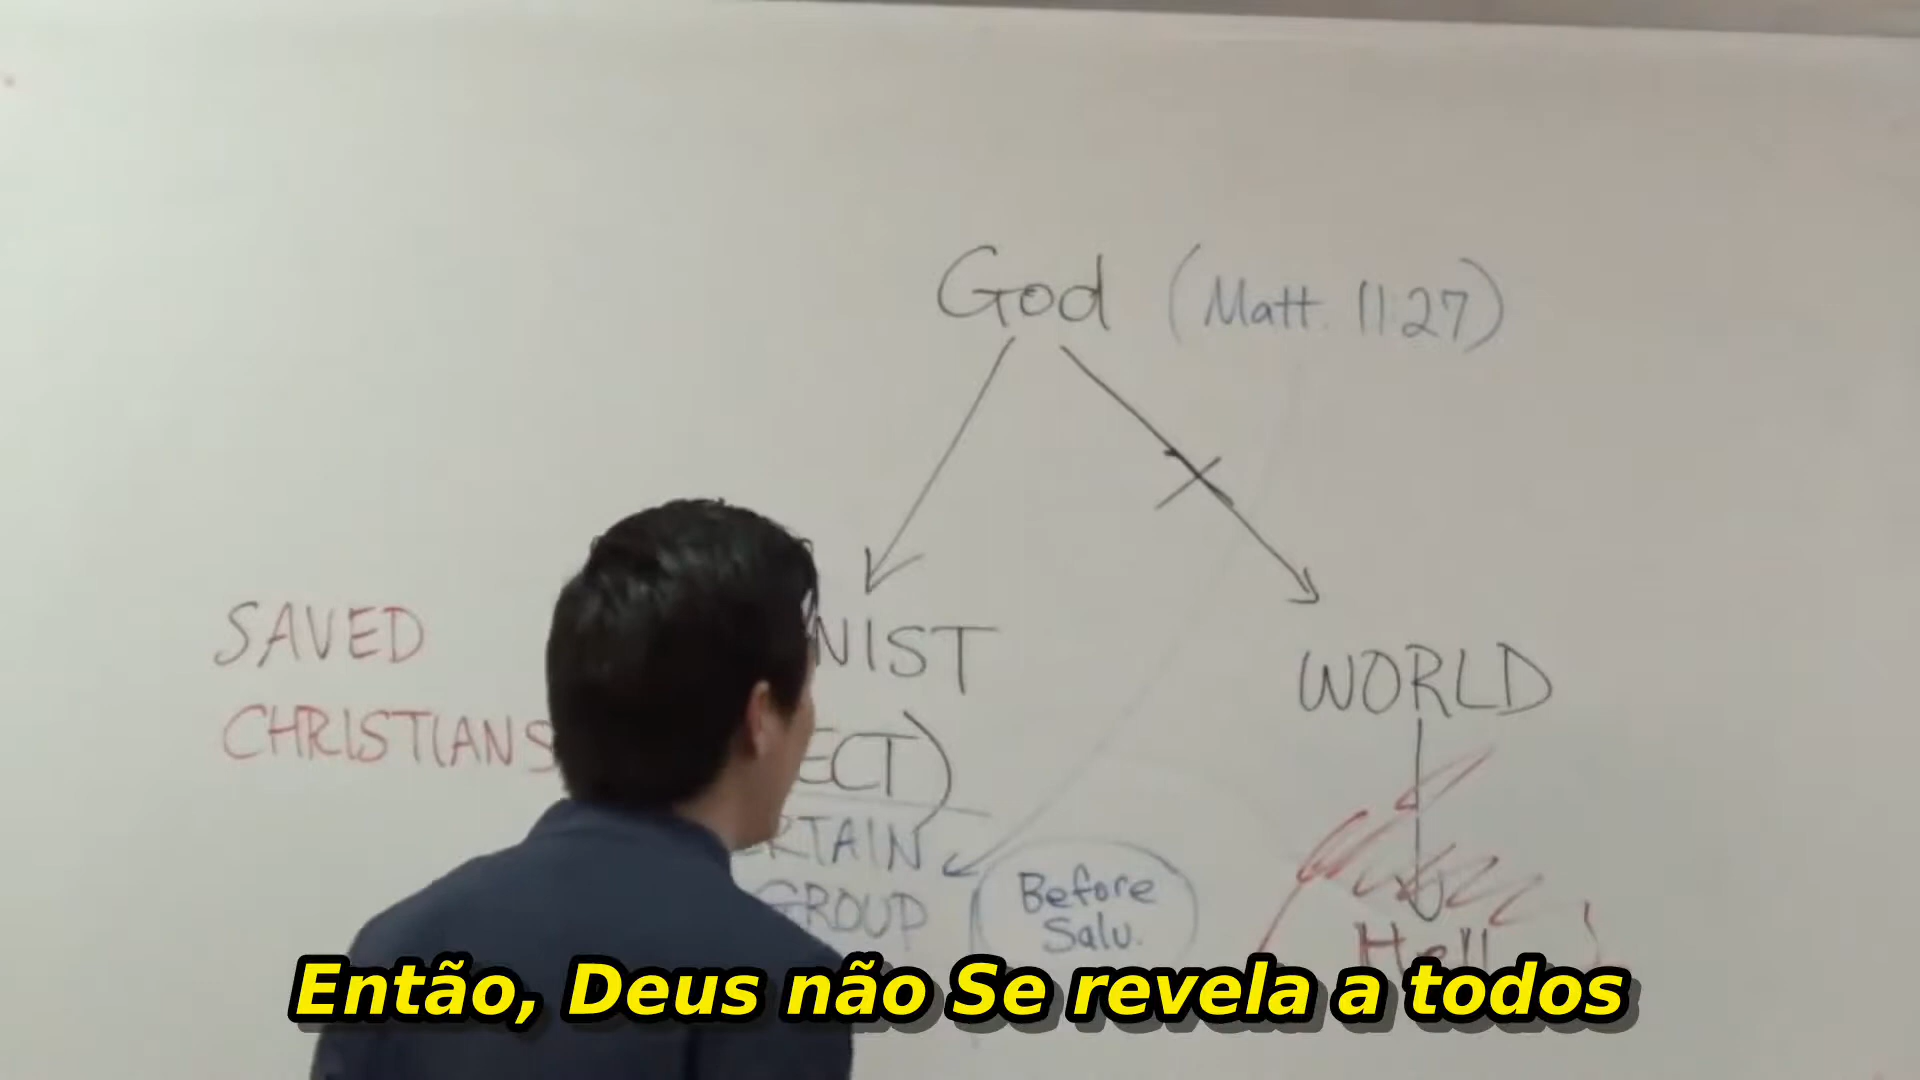 God (Matt. 11:27)
SAVED
CHRISTIANS
NIST
WORLD
ECT)
RTAIN
GROUP
Before
Salv.
Hell
Então, Deus não Se revela a todos